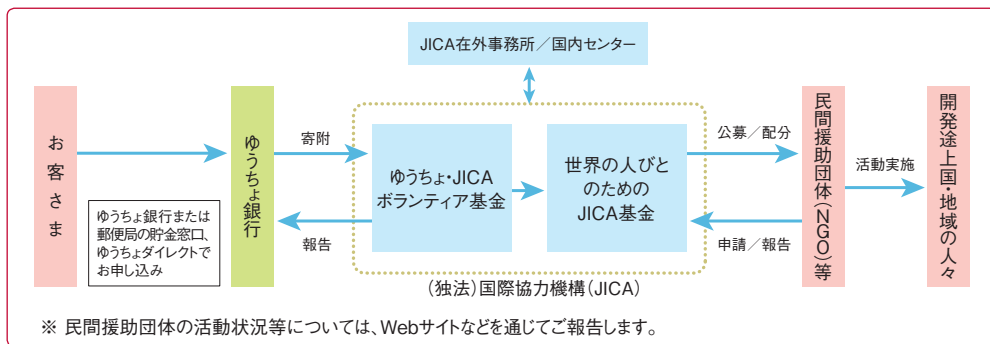 JICA在外事務所／国内センター
お客さま
ゆうちょ銀行または
郵便局の貯金窓口、
ゆうちょダイレクトで
お申し込み
ゆうちょ銀行
寄附
報告
ゆうちょ・JICA
ボランティア基金
世界の人びと
のための
JICA基金
（独法）国際協力機構（JICA）
公募／配分
申請／報告
民間援助団体（NGO）等
活動実施
開発途上国・地域の人々
※ 民間援助団体の活動状況等については、Webサイトなどを通じてご報告します。